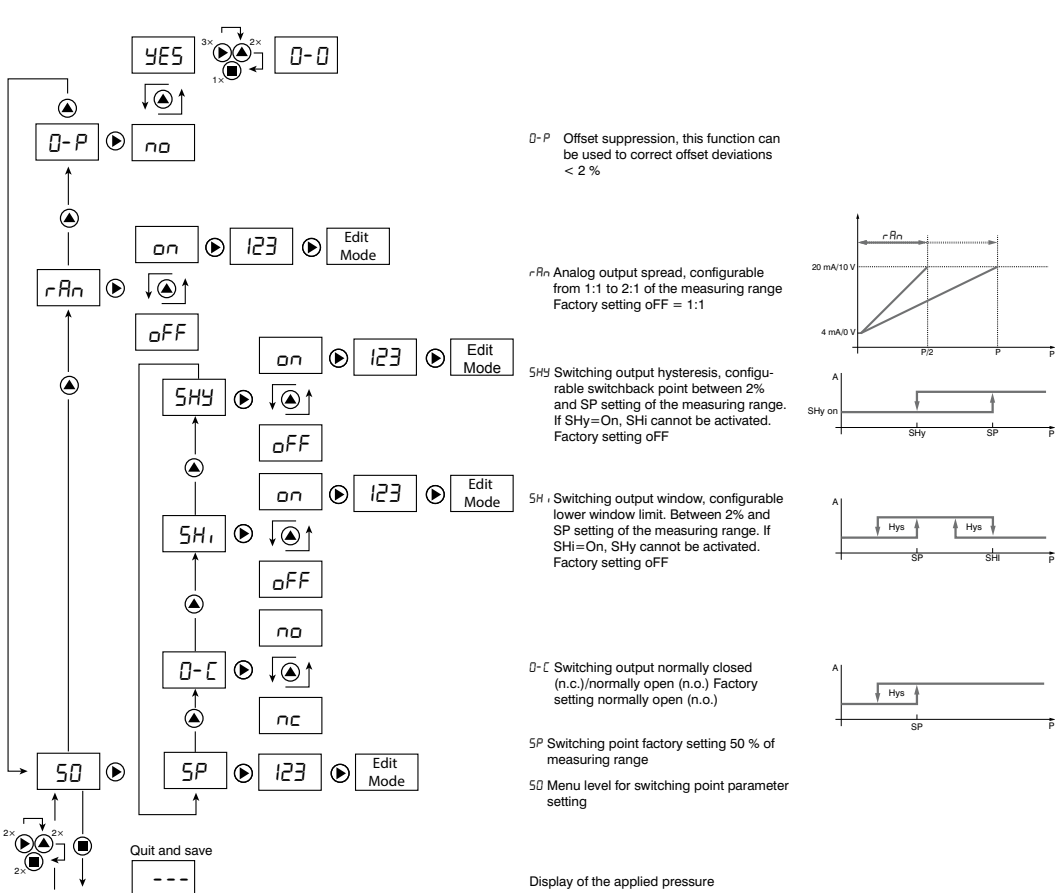 3× 2× 1×
YES 0-0
0-P no
0-P Offset suppression, this function can
be used to correct offset deviations
< 2 %
on 123 Edit
Mode
rAn
oFF
rAn Analog output spread, configurable
from 1:1 to 2:1 of the measuring range
Factory setting oFF = 1:1
rAn
20 mA/10 V
4 mA/0 V
P/2 P P
on 123 Edit
Mode
SHY
oFF
SHY Switching output hysteresis, configu-
rable switchback point between 2%
and SP setting of the measuring range.
If SHy=On, SHi cannot be activated.
Factory setting oFF
A
SHy on
SHy SP P
on 123 Edit
Mode
SHi
oFF
SHi Switching output window, configurable
lower window limit. Between 2% and
SP setting of the measuring range. If
SHi=On, SHy cannot be activated.
Factory setting oFF
A
Hys Hys
SP SHI P
no
0-C
nc
0-C Switching output normally closed
(n.c.)/normally open (n.o.) Factory
setting normally open (n.o.)
A
Hys
SP P
SO SP 123 Edit
Mode
SP Switching point factory setting 50 % of
measuring range
SO Menu level for switching point parameter
setting
2× 2×
2×
Quit and save
---
Display of the applied pressure